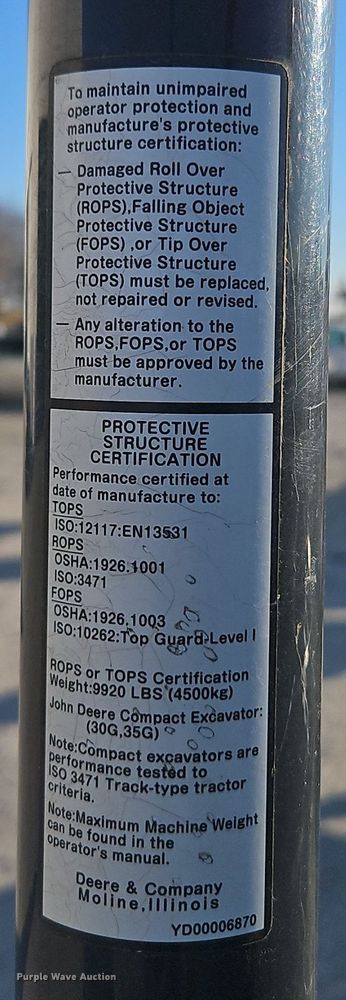 To maintain unimpaired
operator protection and
manufacture's protective
structure certification:
— Damaged Roll Over
Protective Structure
(ROPS),Falling Object
Protective Structure
(FOPS) ,or Tip Over
Protective Structure
(TOPS) must be replaced,
not repaired or revised.
— Any alteration to the
ROPS,FOPS,or TOPS
must be approved by the
manufacturer.
PROTECTIVE
STRUCTURE
CERTIFICATION
Performance certified at
date of manufacture to:
TOPS
ISO:12117:EN13531
ROPS
OSHA:1926.1001
ISO:3471
FOPS
OSHA:1926,1003
ISO:10262:Top Guard-Level I
ROPS or TOPS Certification
Weight:9920 LBS (4500kg)
John Deere Compact Excavator:
(30G,35G)
Note:Compact excavators are
performance tested to
ISO 3471 Track-type tractor
criteria.
Note:Maximum Machine Weight
can be found in the
operator's manual.
Deere & Company
Moline,Illinois
YD00006870
Purple Wave Auction